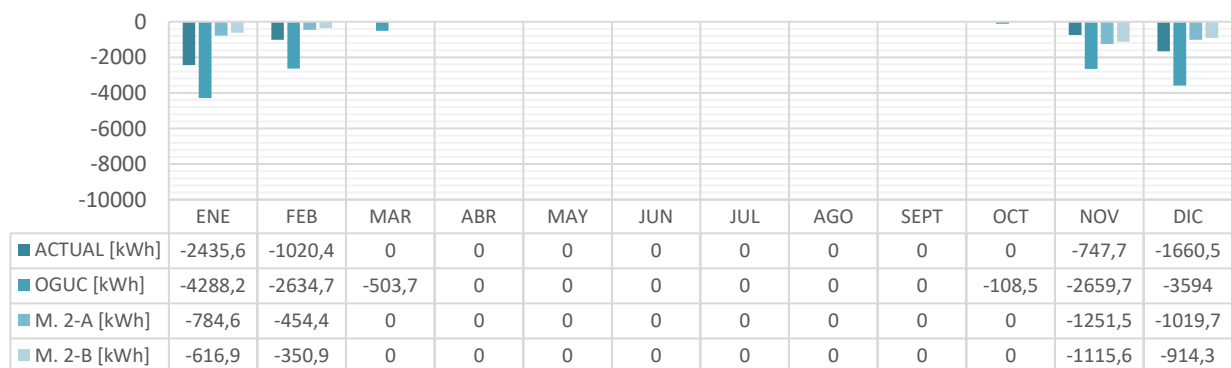 0
-2000
-4000
-6000
-8000
-10000
ENE FEB MAR ABR MAY JUN JUL AGO SEPT OCT NOV DIC
ACTUAL [kWh] -2435,6 -1020,4 0 0 0 0 0 0 0 0 -747,7 -1660,5
OGUC [kWh] -4288,2 -2634,7 -503,7 0 0 0 0 0 0 -108,5 -2659,7 -3594
M. 2-A [kWh] -784,6 -454,4 0 0 0 0 0 0 0 0 -1251,5 -1019,7
M. 2-B [kWh] -616,9 -350,9 0 0 0 0 0 0 0 0 -1115,6 -914,3